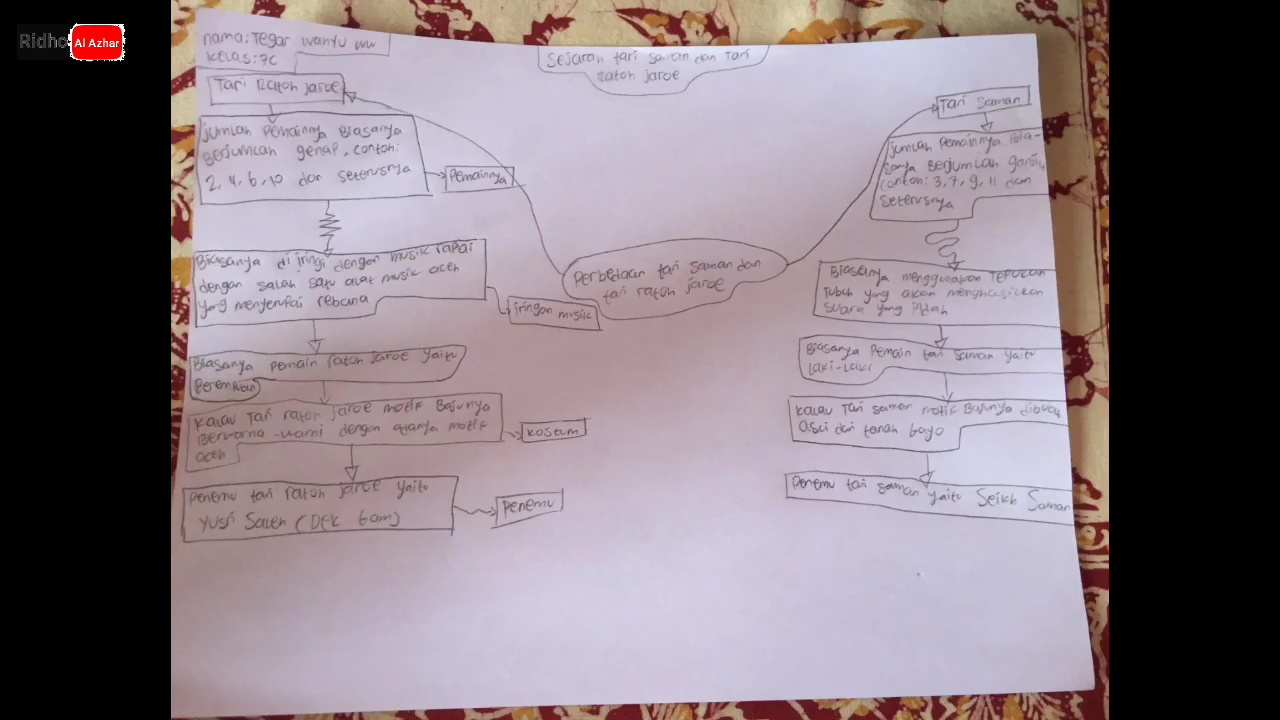 Ridho
Al Azhar
nama: Tegar wahyu ww
kelas: 7C
Sejarah tari saman dan Tari
Ratoh jaroe
Tari Ratoh jaroe
jumlah pemainnya Biasanya
Berjumlah genap, contoh:
2, 4, 6, 10 dan seterusnya
Pemainnya
Biasanya di iringi dengan musik rapai
dengan salah satu alat musik aceh
yang menyerupai rebana
iringan musik
Biasanya pemain ratoh jaroe yaitu
Perempuan
Kalau Tari ratoh jaroe motif Bajunya
Berwarna-warni dengan motif
aceh
kostum
Penemu tari ratoh jaroe yaitu
Yusri Saleh (DEK Gam)
Penemu
Perbedaan tari saman dan
tari ratoh jaroe
Tari Saman
jumlah Pemainnya Bia-
sanya Berjumlah ganjil
contoh: 3, 7, 9, 11 dan
seterusnya
Biasanya menggunakan TEPUKAN
Tubuh yang akan menghasilkan
suara yang indah
Biasanya Pemain tari saman yaitu
Laki-Laki
Kalau Tari saman motif Bajunya dibuat
asli dari tanah Gayo
Penemu tari saman yaitu Seikh Saman